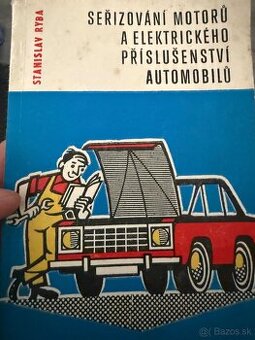 STANISLAV RYBA
SEŘIZOVÁNÍ MOTORŮ
A ELEKTRICKÉHO
PŘÍSLUŠENSTVÍ
AUTOMOBILŮ
Bazos.sk